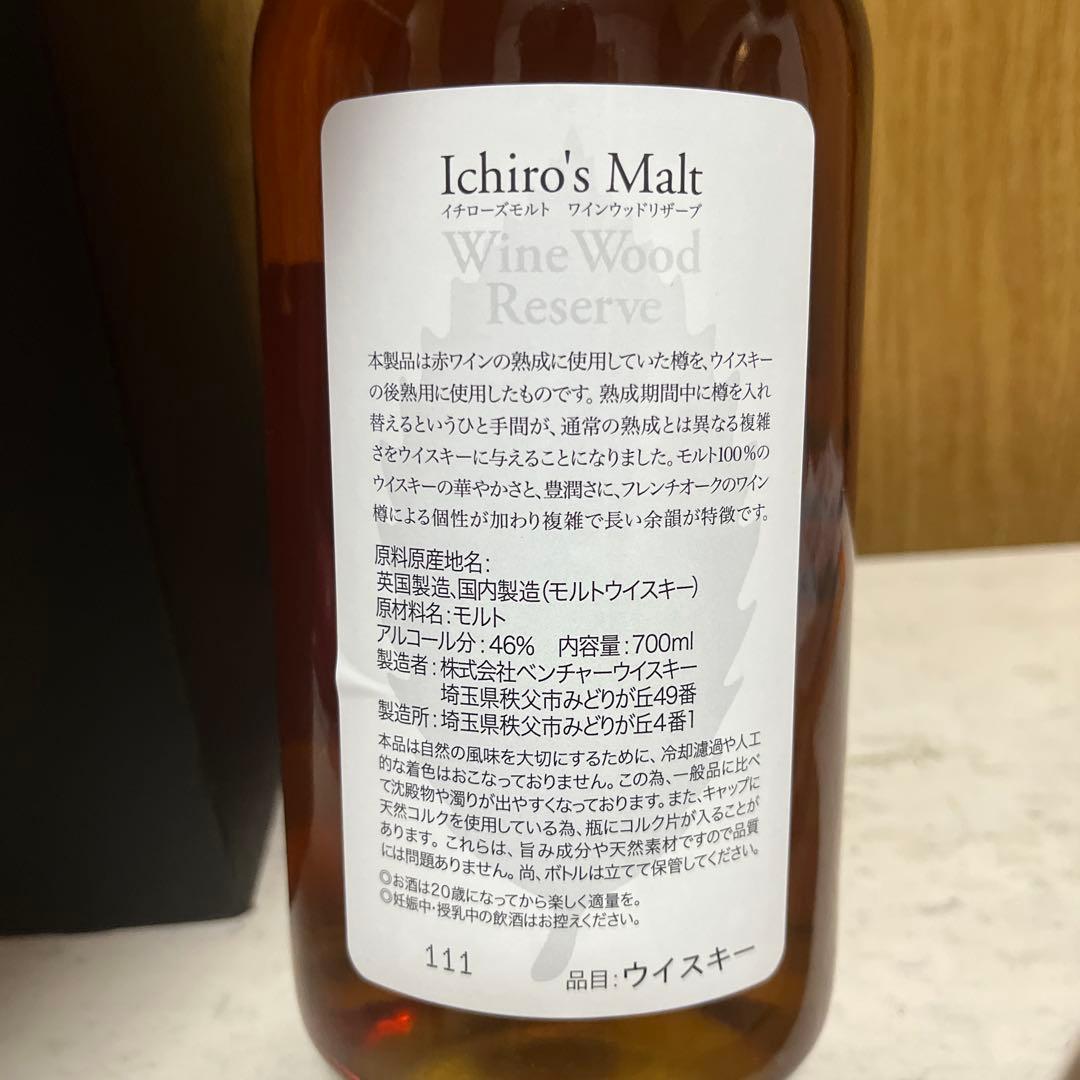 Ichiro's Malt
イチローズモルト　ワインウッドリザーブ
Wine Wood
Reserve
本製品は赤ワインの熟成に使用していた樽を、ウイスキー
の後熟用に使用したものです。熟成期間中に樽を入れ
替えるというひと手間が、通常の熟成とは異なる複雑
さをウイスキーに与えることになりました。モルト100%の
ウイスキーの華やかさと、豊潤さに、フレンチオークのワイン
樽による個性が加わり複雑で長い余韻が特徴です。
原料原産地名:
英国製造、国内製造(モルトウイスキー)
原材料名:モルト
アルコール分:46%　内容量:700ml
製造者:株式会社ベンチャーウイスキー
埼玉県秩父市みどりが丘49番
製造所:埼玉県秩父市みどりが丘4番1
本品は自然の風味を大切にするために、冷却濾過や人工
的な着色はおこなっておりません。この為、一般品に比べ
て沈殿物や濁りが出やすくなっております。また、キャップに
天然コルクを使用している為、瓶にコルク片が入ることが
あります。これらは、旨み成分や天然素材ですので品質
には問題ありません。尚、ボトルは立てて保管してください。
◎お酒は20歳になってから楽しく適量を。
◎妊娠中・授乳中の飲酒はお控えください。
111
品目:ウイスキー